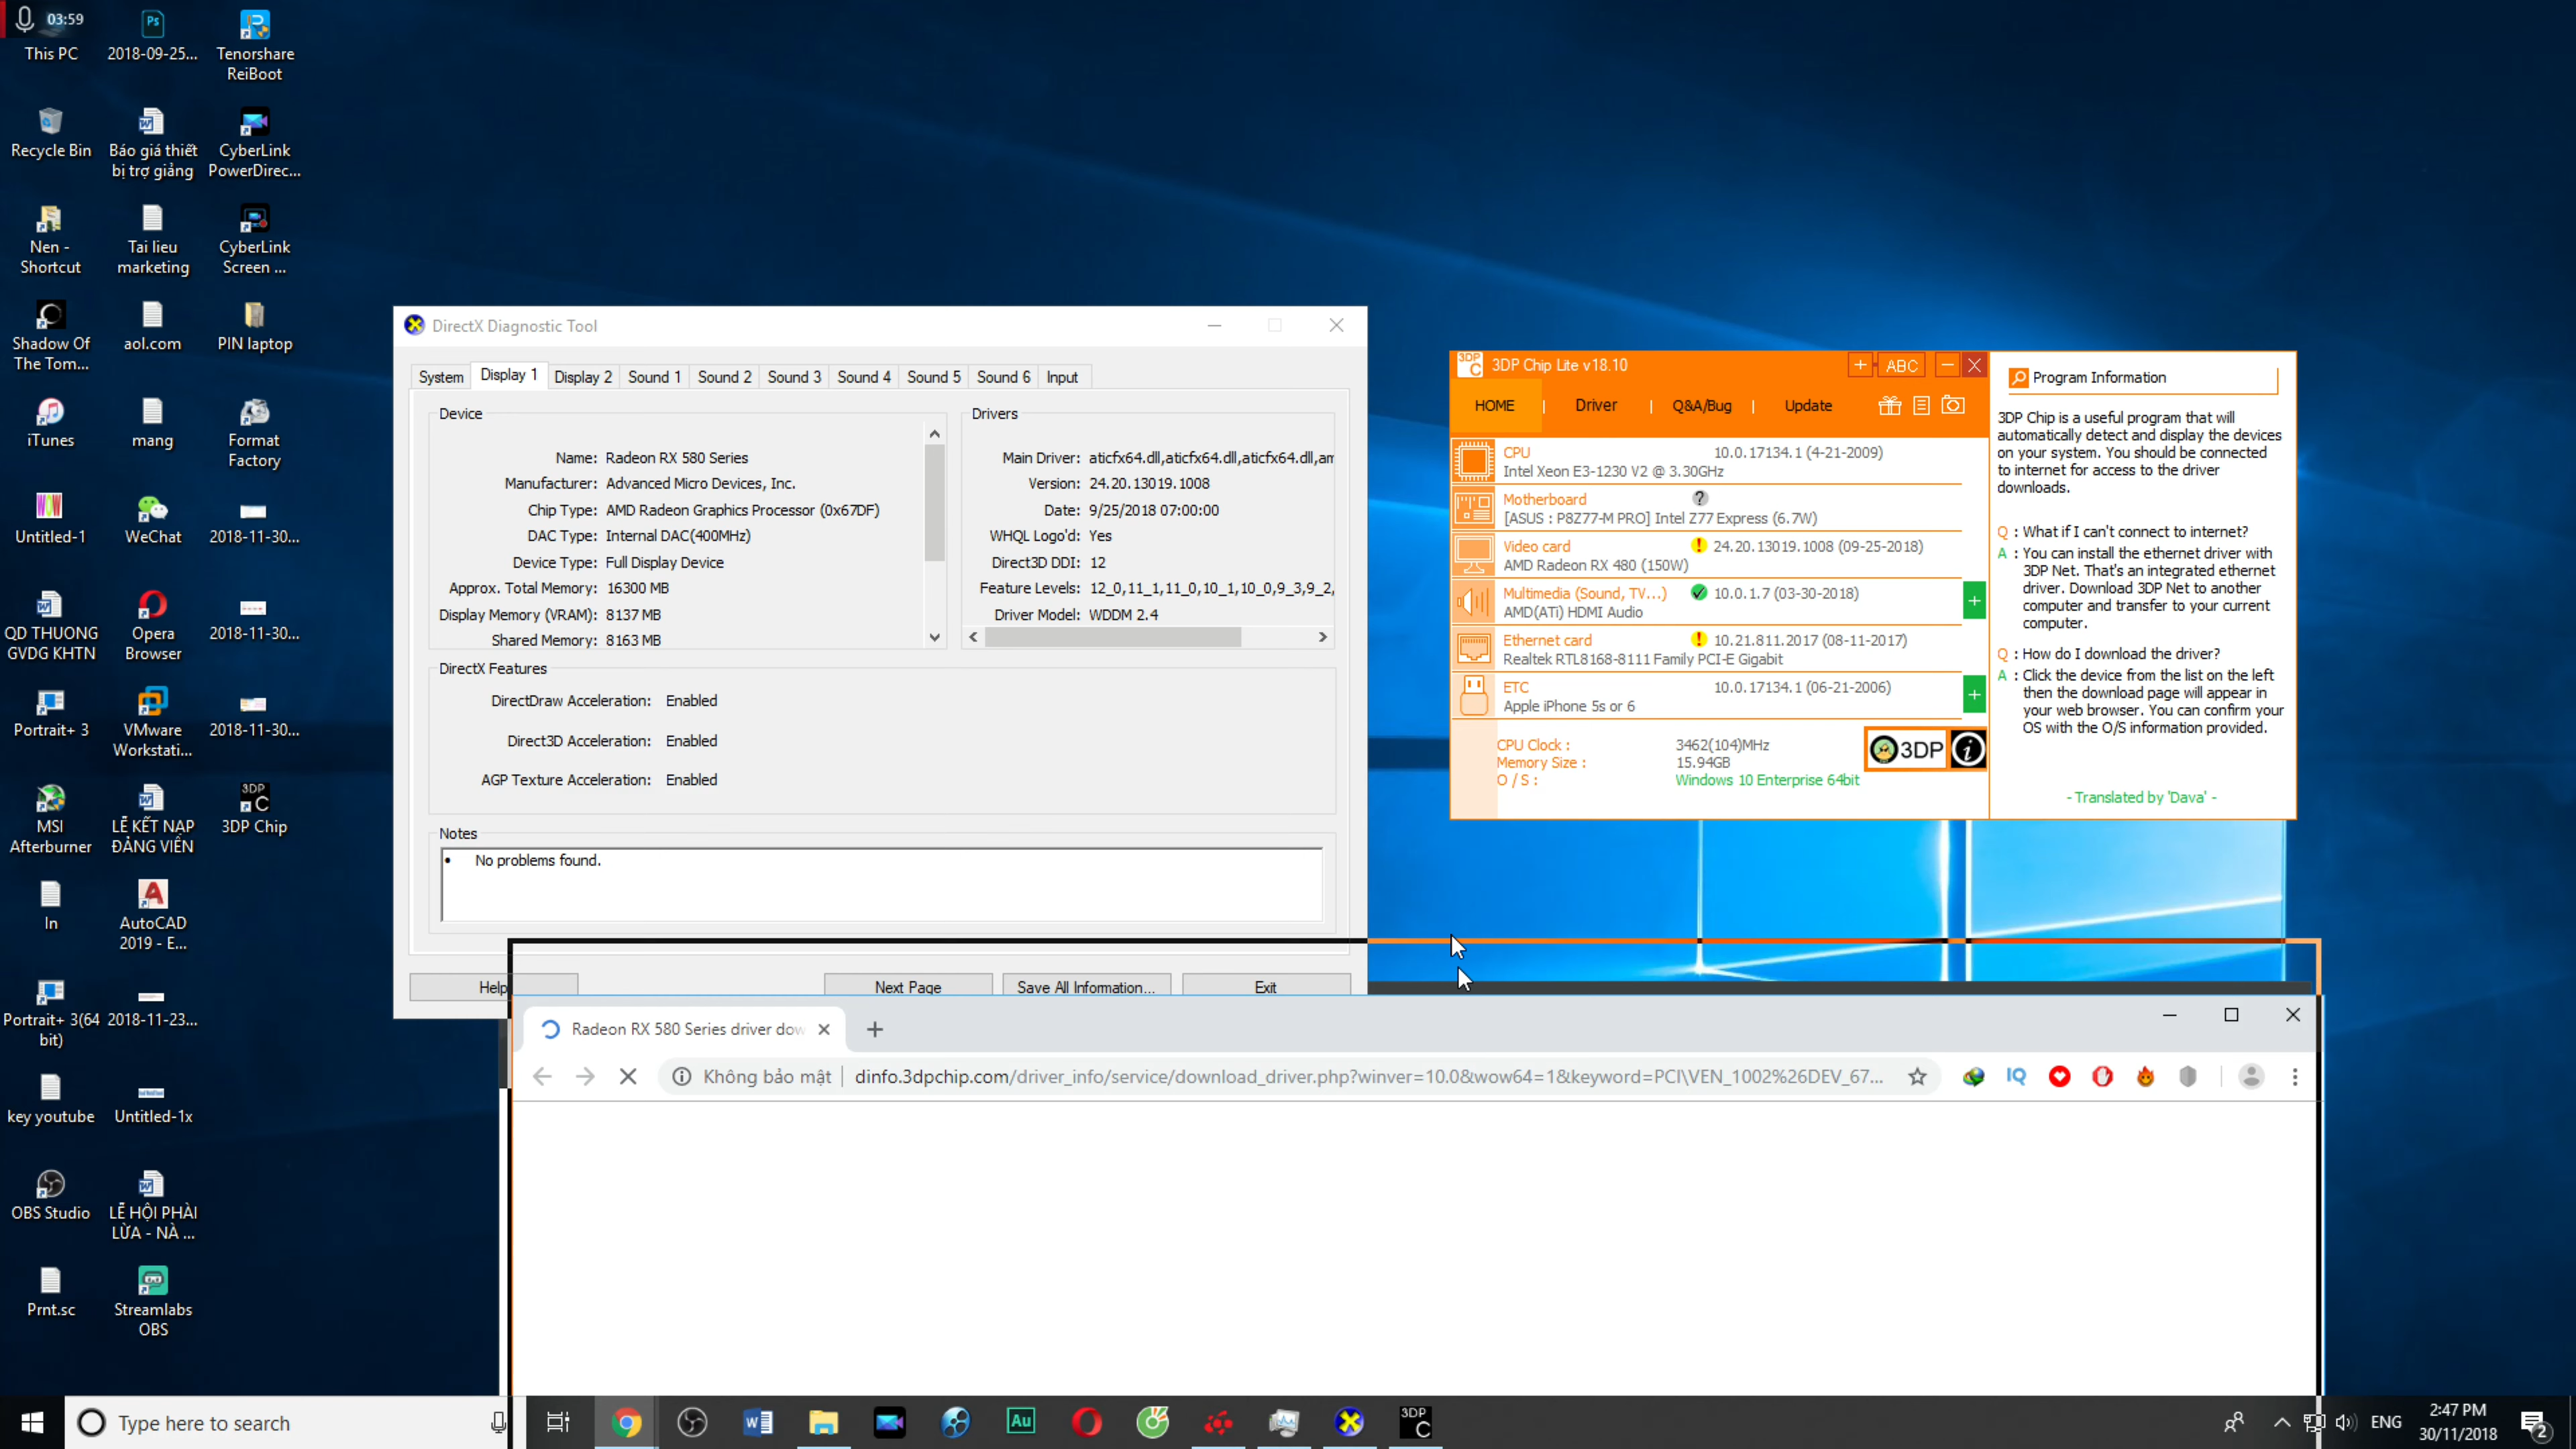 03:59
This PC
2018-09-25...
Tenorshare
ReiBoot
Recycle Bin
Báo giá thiết
bị trợ giảng
CyberLink
PowerDirec...
Nen -
Shortcut
Tai lieu
marketing
CyberLink
Screen ...
Shadow Of
The Tom...
aol.com
PIN laptop
iTunes
mang
Format
Factory
Untitled-1
WeChat
2018-11-30...
QD THUONG
GVDG KHTN
Opera
Browser
2018-11-30...
Portrait+ 3
VMware
Workstati...
2018-11-30...
MSI
Afterburner
LỄ KẾT NẠP
ĐẢNG VIÊN
3DP Chip
In
AutoCAD
2019 - E...
Portrait+ 3(64
bit)
2018-11-23...
key youtube
Untitled-1x
OBS Studio
LỄ HỘI PHÀI
LỪA - NÀ ...
Prnt.sc
Streamlabs
OBS
DirectX Diagnostic Tool
System
Display 1
Display 2
Sound 1
Sound 2
Sound 3
Sound 4
Sound 5
Sound 6
Input
Device
Name: Radeon RX 580 Series
Manufacturer: Advanced Micro Devices, Inc.
Chip Type: AMD Radeon Graphics Processor (0x67DF)
DAC Type: Internal DAC(400MHz)
Device Type: Full Display Device
Approx. Total Memory: 16300 MB
Display Memory (VRAM): 8137 MB
Shared Memory: 8163 MB
Drivers
Main Driver: aticfx64.dll,aticfx64.dll,aticfx64.dll,am
Version: 24.20.13019.1008
Date: 9/25/2018 07:00:00
WHQL Logo'd: Yes
Direct3D DDI: 12
Feature Levels: 12_0,11_1,11_0,10_1,10_0,9_3,9_2,
Driver Model: WDDM 2.4
DirectX Features
DirectDraw Acceleration: Enabled
Direct3D Acceleration: Enabled
AGP Texture Acceleration: Enabled
Notes
• No problems found.
Help
Next Page
Save All Information...
Exit
3DP
C
3DP Chip Lite v18.10
ABC
HOME
Driver
Q&A/Bug
Update
CPU 10.0.17134.1 (4-21-2009)
Intel Xeon E3-1230 V2 @ 3.30GHz
Motherboard
[ASUS : P8Z77-M PRO] Intel Z77 Express (6.7W)
Video card 24.20.13019.1008 (09-25-2018)
AMD Radeon RX 480 (150W)
Multimedia (Sound, TV...) 10.0.1.7 (03-30-2018)
AMD(ATi) HDMI Audio
Ethernet card 10.21.811.2017 (08-11-2017)
Realtek RTL8168-8111 Family PCI-E Gigabit
ETC 10.0.17134.1 (06-21-2006)
Apple iPhone 5s or 6
CPU Clock : 3462(104)MHz
Memory Size : 15.94GB
O / S : Windows 10 Enterprise 64bit
3DP
Program Information
3DP Chip is a useful program that will
automatically detect and display the devices
on your system. You should be connected
to internet for access to the driver
downloads.
Q : What if I can't connect to internet?
A : You can install the ethernet driver with
3DP Net. That's an integrated ethernet
driver. Download 3DP Net to another
computer and transfer to your current
computer.
Q : How do I download the driver?
A : Click the device from the list on the left
then the download page will appear in
your web browser. You can confirm your
OS with the O/S information provided.
- Translated by 'Dava' -
Radeon RX 580 Series driver dow
Không bảo mật
dinfo.3dpchip.com/driver_info/service/download_driver.php?winver=10.0&wow64=1&keyword=PCI\VEN_1002%26DEV_67...
IQ
Type here to search
Au
3DP
C
ENG
2:47 PM
30/11/2018
2